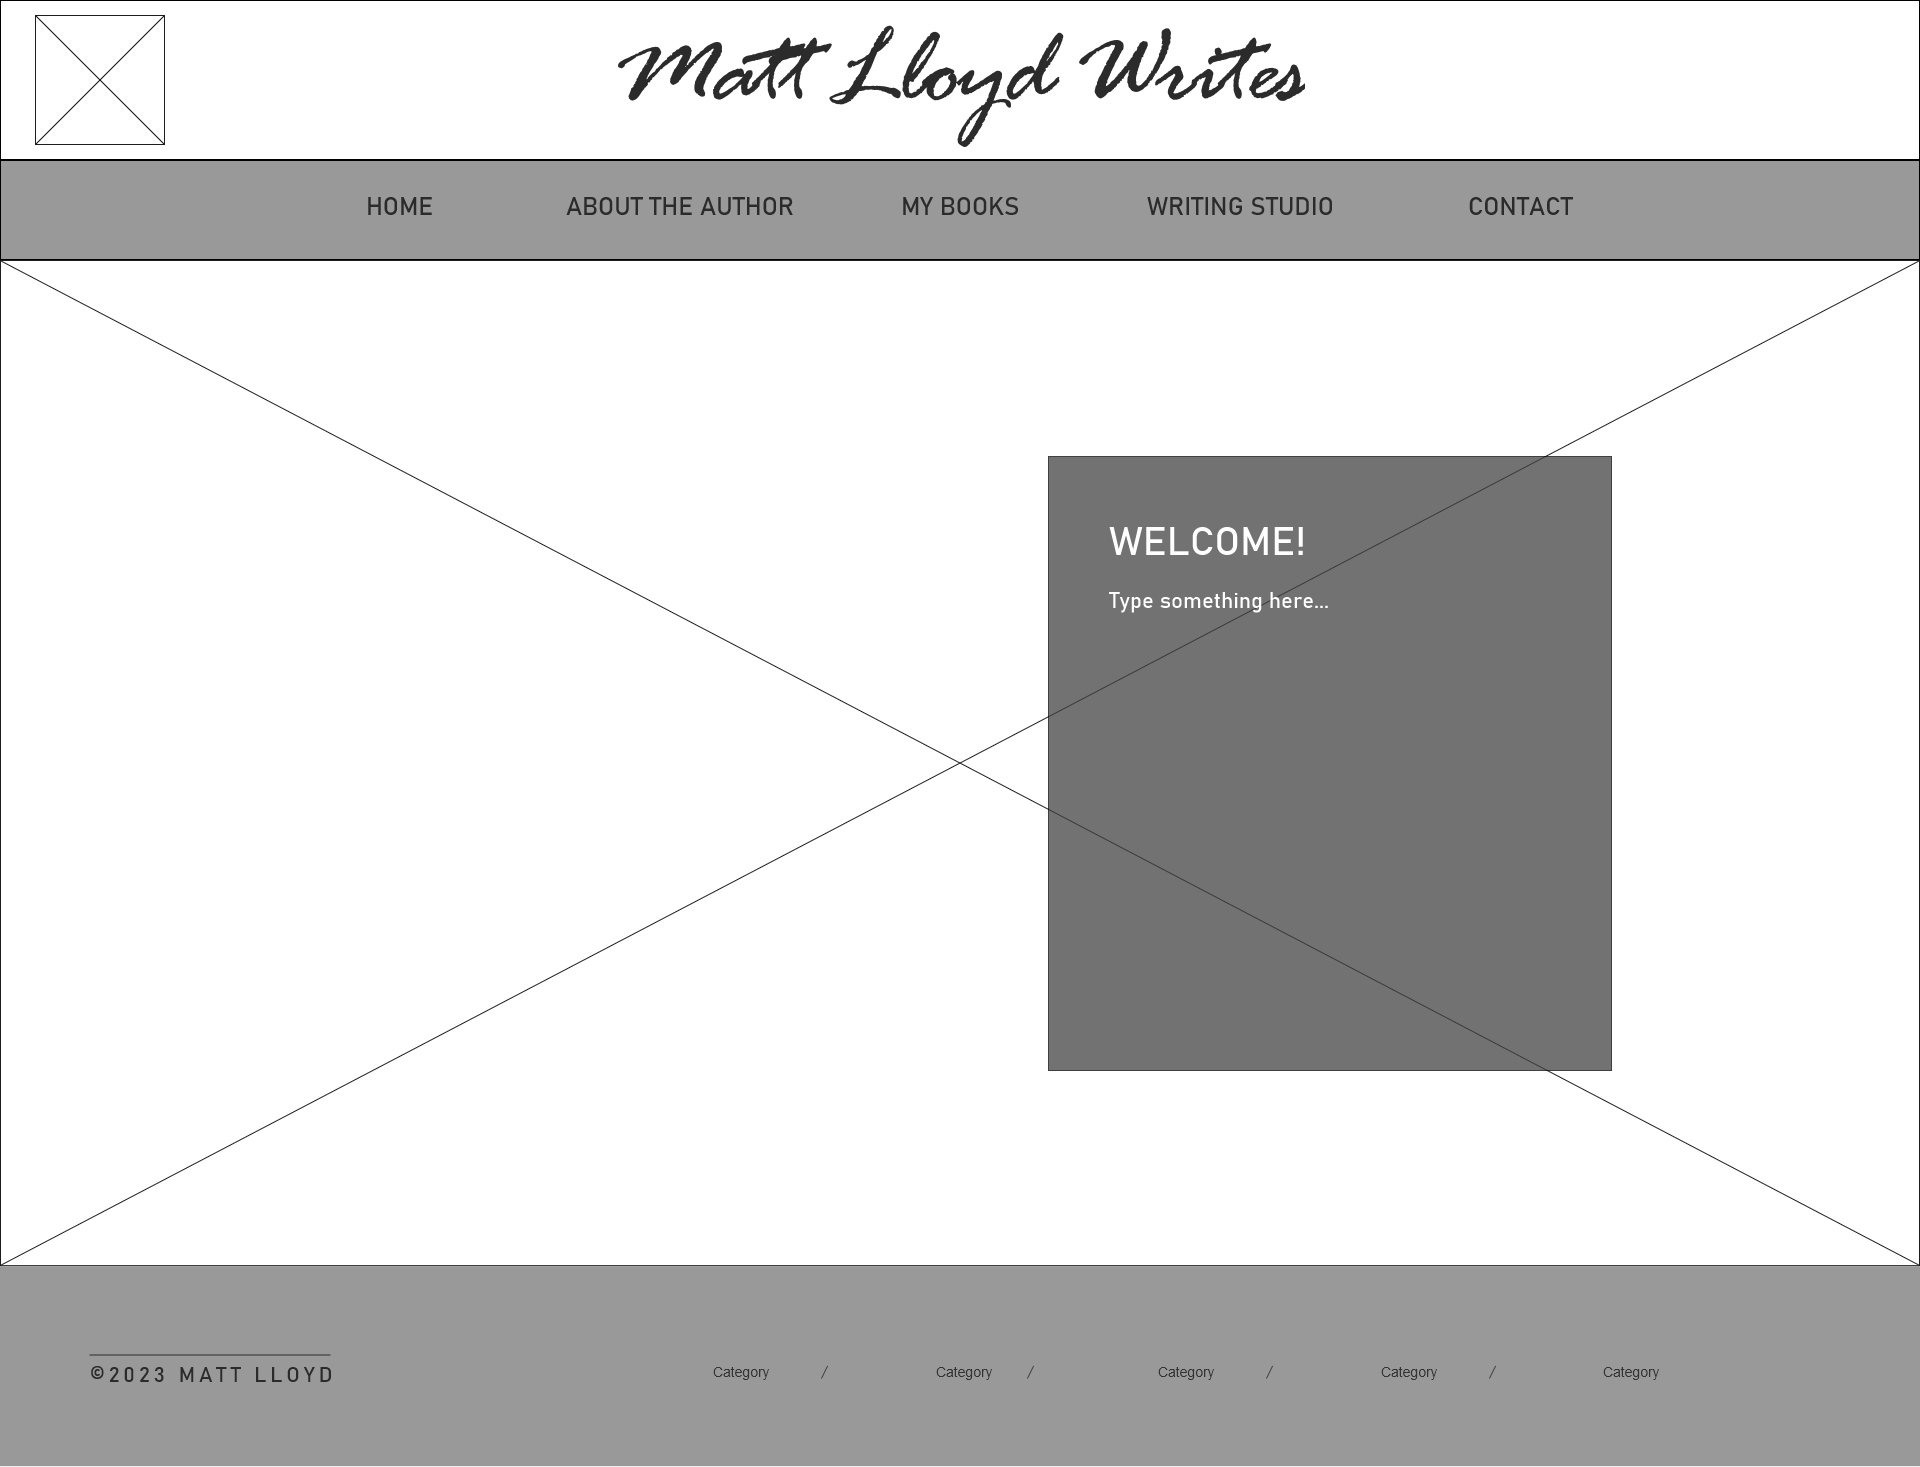 Matt Lloyd Writes
HOME ABOUT THE AUTHOR MY BOOKS WRITING STUDIO CONTACT
WELCOME!
Type something here...
©2023 MATT LLOYD Category / Category / Category / Category / Category